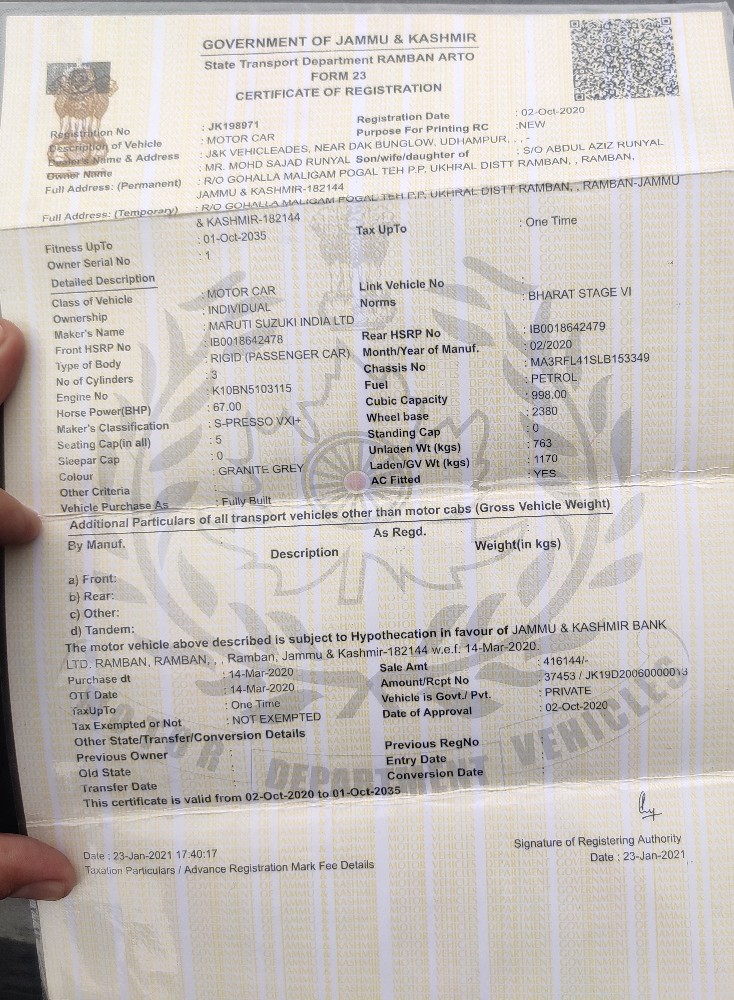 GOVERNMENT OF JAMMU & KASHMIR
State Transport Department RAMBAN ARTO
FORM 23
CERTIFICATE OF REGISTRATION
Registration No : JK198971 Registration Date : 02-Oct-2020
Description of Vehicle : MOTOR CAR Purpose For Printing RC :NEW
Dealer's Name & Address : J&K VEHICLEADES, NEAR DAK BUNGLOW, UDHAMPUR, , , -
Owner Name : MR. MOHD SAJAD RUNYAL Son/wife/daughter of : S/O ABDUL AZIZ RUNYAL
Full Address: (Permanent) : R/O GOHALLA MALIGAM POGAL TEH P.P, UKHRAL DISTT RAMBAN, , RAMBAN,
JAMMU & KASHMIR-182144
Full Address: (Temporary) : R/O GOHALLA MALIGAM POGAL TEH P.P, UKHRAL DISTT RAMBAN, , RAMBAN-JAMMU
& KASHMIR-182144
Fitness UpTo : 01-Oct-2035 Tax UpTo : One Time
Owner Serial No : 1
Detailed Description
Class of Vehicle : MOTOR CAR Link Vehicle No :
Ownership : INDIVIDUAL Norms : BHARAT STAGE VI
Maker's Name : MARUTI SUZUKI INDIA LTD
Front HSRP No IB0018642478 Rear HSRP No : IB0018642479
Type of Body : RIGID (PASSENGER CAR) Month/Year of Manuf. : 02/2020
No of Cylinders : 3 Chassis No : MA3RFL41SLB153349
Engine No : K10BN5103115 Fuel : PETROL
Horse Power(BHP) : 67.00 Cubic Capacity : 998.00
Maker's Classification : S-PRESSO VXI+ Wheel base : 2380
Seating Cap(in all) : 5 Standing Cap : 0
Sleepar Cap : 0 Unladen Wt (kgs) : 763
Colour : GRANITE GREY Laden/GV Wt (kgs) : 1170
Other Criteria : AC Fitted : YES
Vehicle Purchase As : Fully Built
Additional Particulars of all transport vehicles other than motor cabs (Gross Vehicle Weight)
By Manuf. As Regd.
Description Weight(in kgs)
a) Front:
b) Rear:
c) Other:
d) Tandem:
The motor vehicle above described is subject to Hypothecation in favour of JAMMU & KASHMIR BANK
LTD. RAMBAN, RAMBAN, , , Ramban, Jammu & Kashmir-182144 w.e.f. 14-Mar-2020.
Purchase dt : 14-Mar-2020 Sale Amt : 416144/-
OTT Date : 14-Mar-2020 Amount/Rcpt No : 37453 / JK19D20060000013
TaxUpTo : One Time Vehicle is Govt./ Pvt. : PRIVATE
Tax Exempted or Not : NOT EXEMPTED Date of Approval : 02-Oct-2020
Other State/Transfer/Conversion Details
Previous Owner : Previous RegNo :
Old State : Entry Date :
Transfer Date Conversion Date :
This certificate is valid from 02-Oct-2020 to 01-Oct-2035
DEPARTMENT VEHICLES
Signature of Registering Authority
Date : 23-Jan-2021 17:40:17 Date : 23-Jan-2021
Taxation Particulars / Advance Registration Mark Fee Details